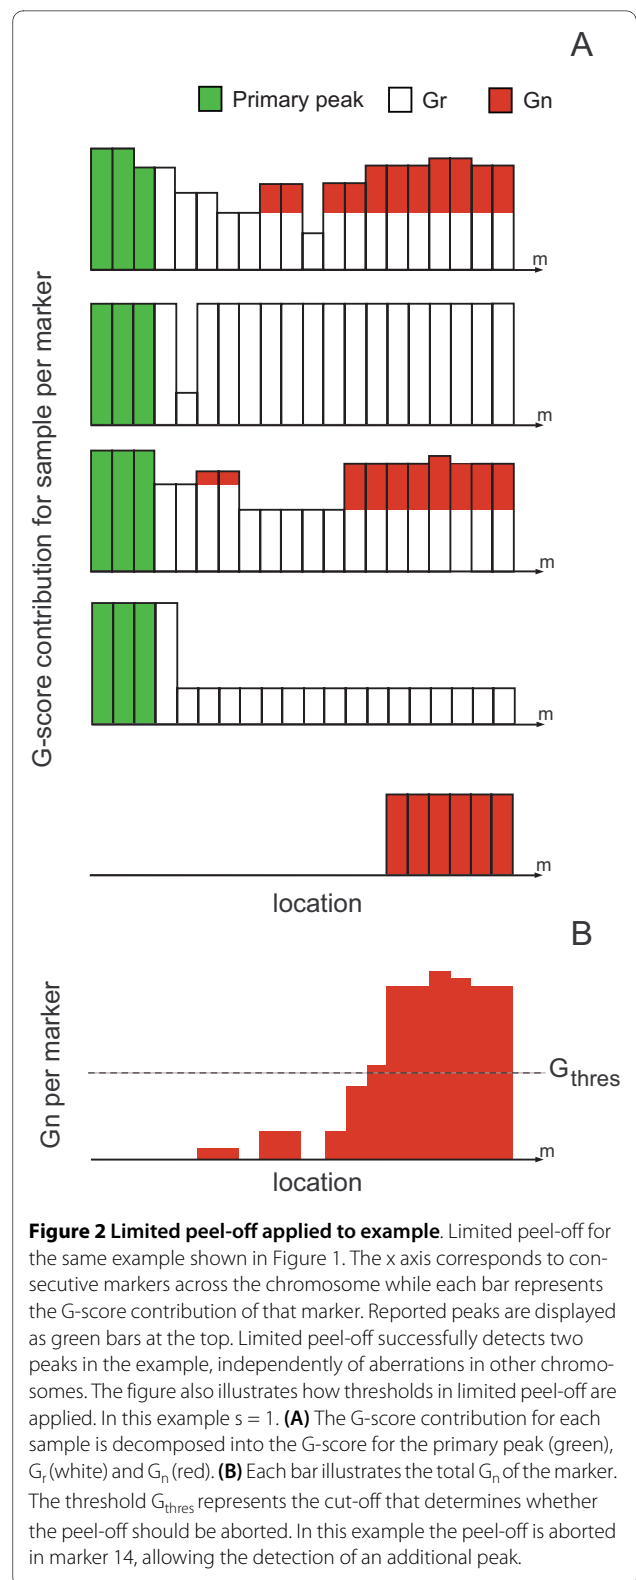 A
Primary peak
Gr
Gn
G-score contribution for sample per marker
m
m
m
m
m
location
B
Gn per marker
G_thres
m
location
Figure 2 Limited peel-off applied to example. Limited peel-off for
the same example shown in Figure 1. The x axis corresponds to con-
secutive markers across the chromosome while each bar represents
the G-score contribution of that marker. Reported peaks are displayed
as green bars at the top. Limited peel-off successfully detects two
peaks in the example, independently of aberrations in other chromo-
somes. The figure also illustrates how thresholds in limited peel-off are
applied. In this example s = 1. (A) The G-score contribution for each
sample is decomposed into the G-score for the primary peak (green),
G_r (white) and G_n (red). (B) Each bar illustrates the total G_n of the marker.
The threshold G_thres represents the cut-off that determines whether
the peel-off should be aborted. In this example the peel-off is aborted
in marker 14, allowing the detection of an additional peak.